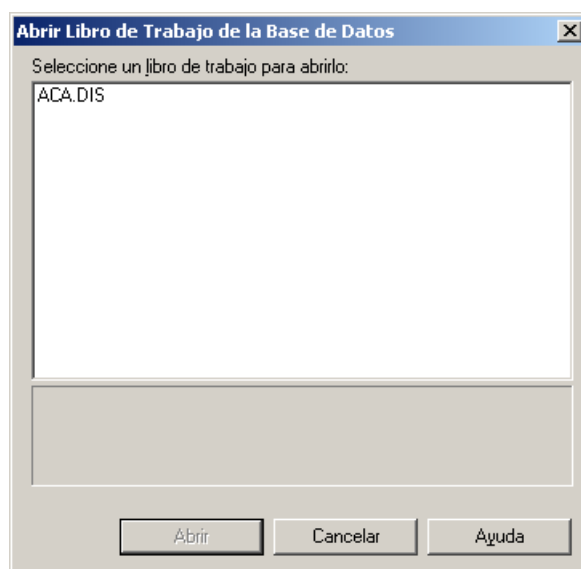 Abrir Libro de Trabajo de la Base de Datos
Seleccione un libro de trabajo para abrirlo:
ACA.DIS
Abrir
Cancelar
Ayuda